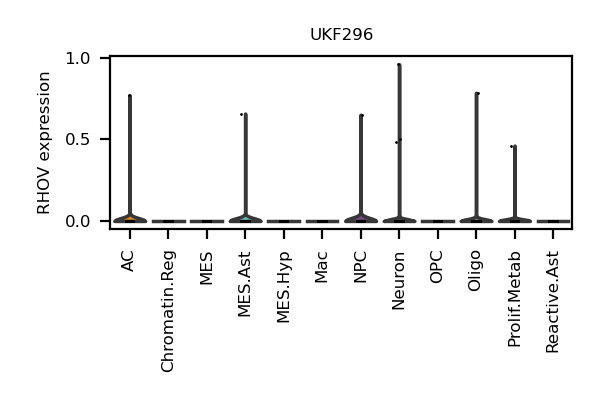 UKF296
RHOV expression
1.0
0.5
0.0
AC
Chromatin.Reg
MES
MES.Ast
MES.Hyp
Mac
NPC
Neuron
OPC
Oligo
Prolif.Metab
Reactive.Ast